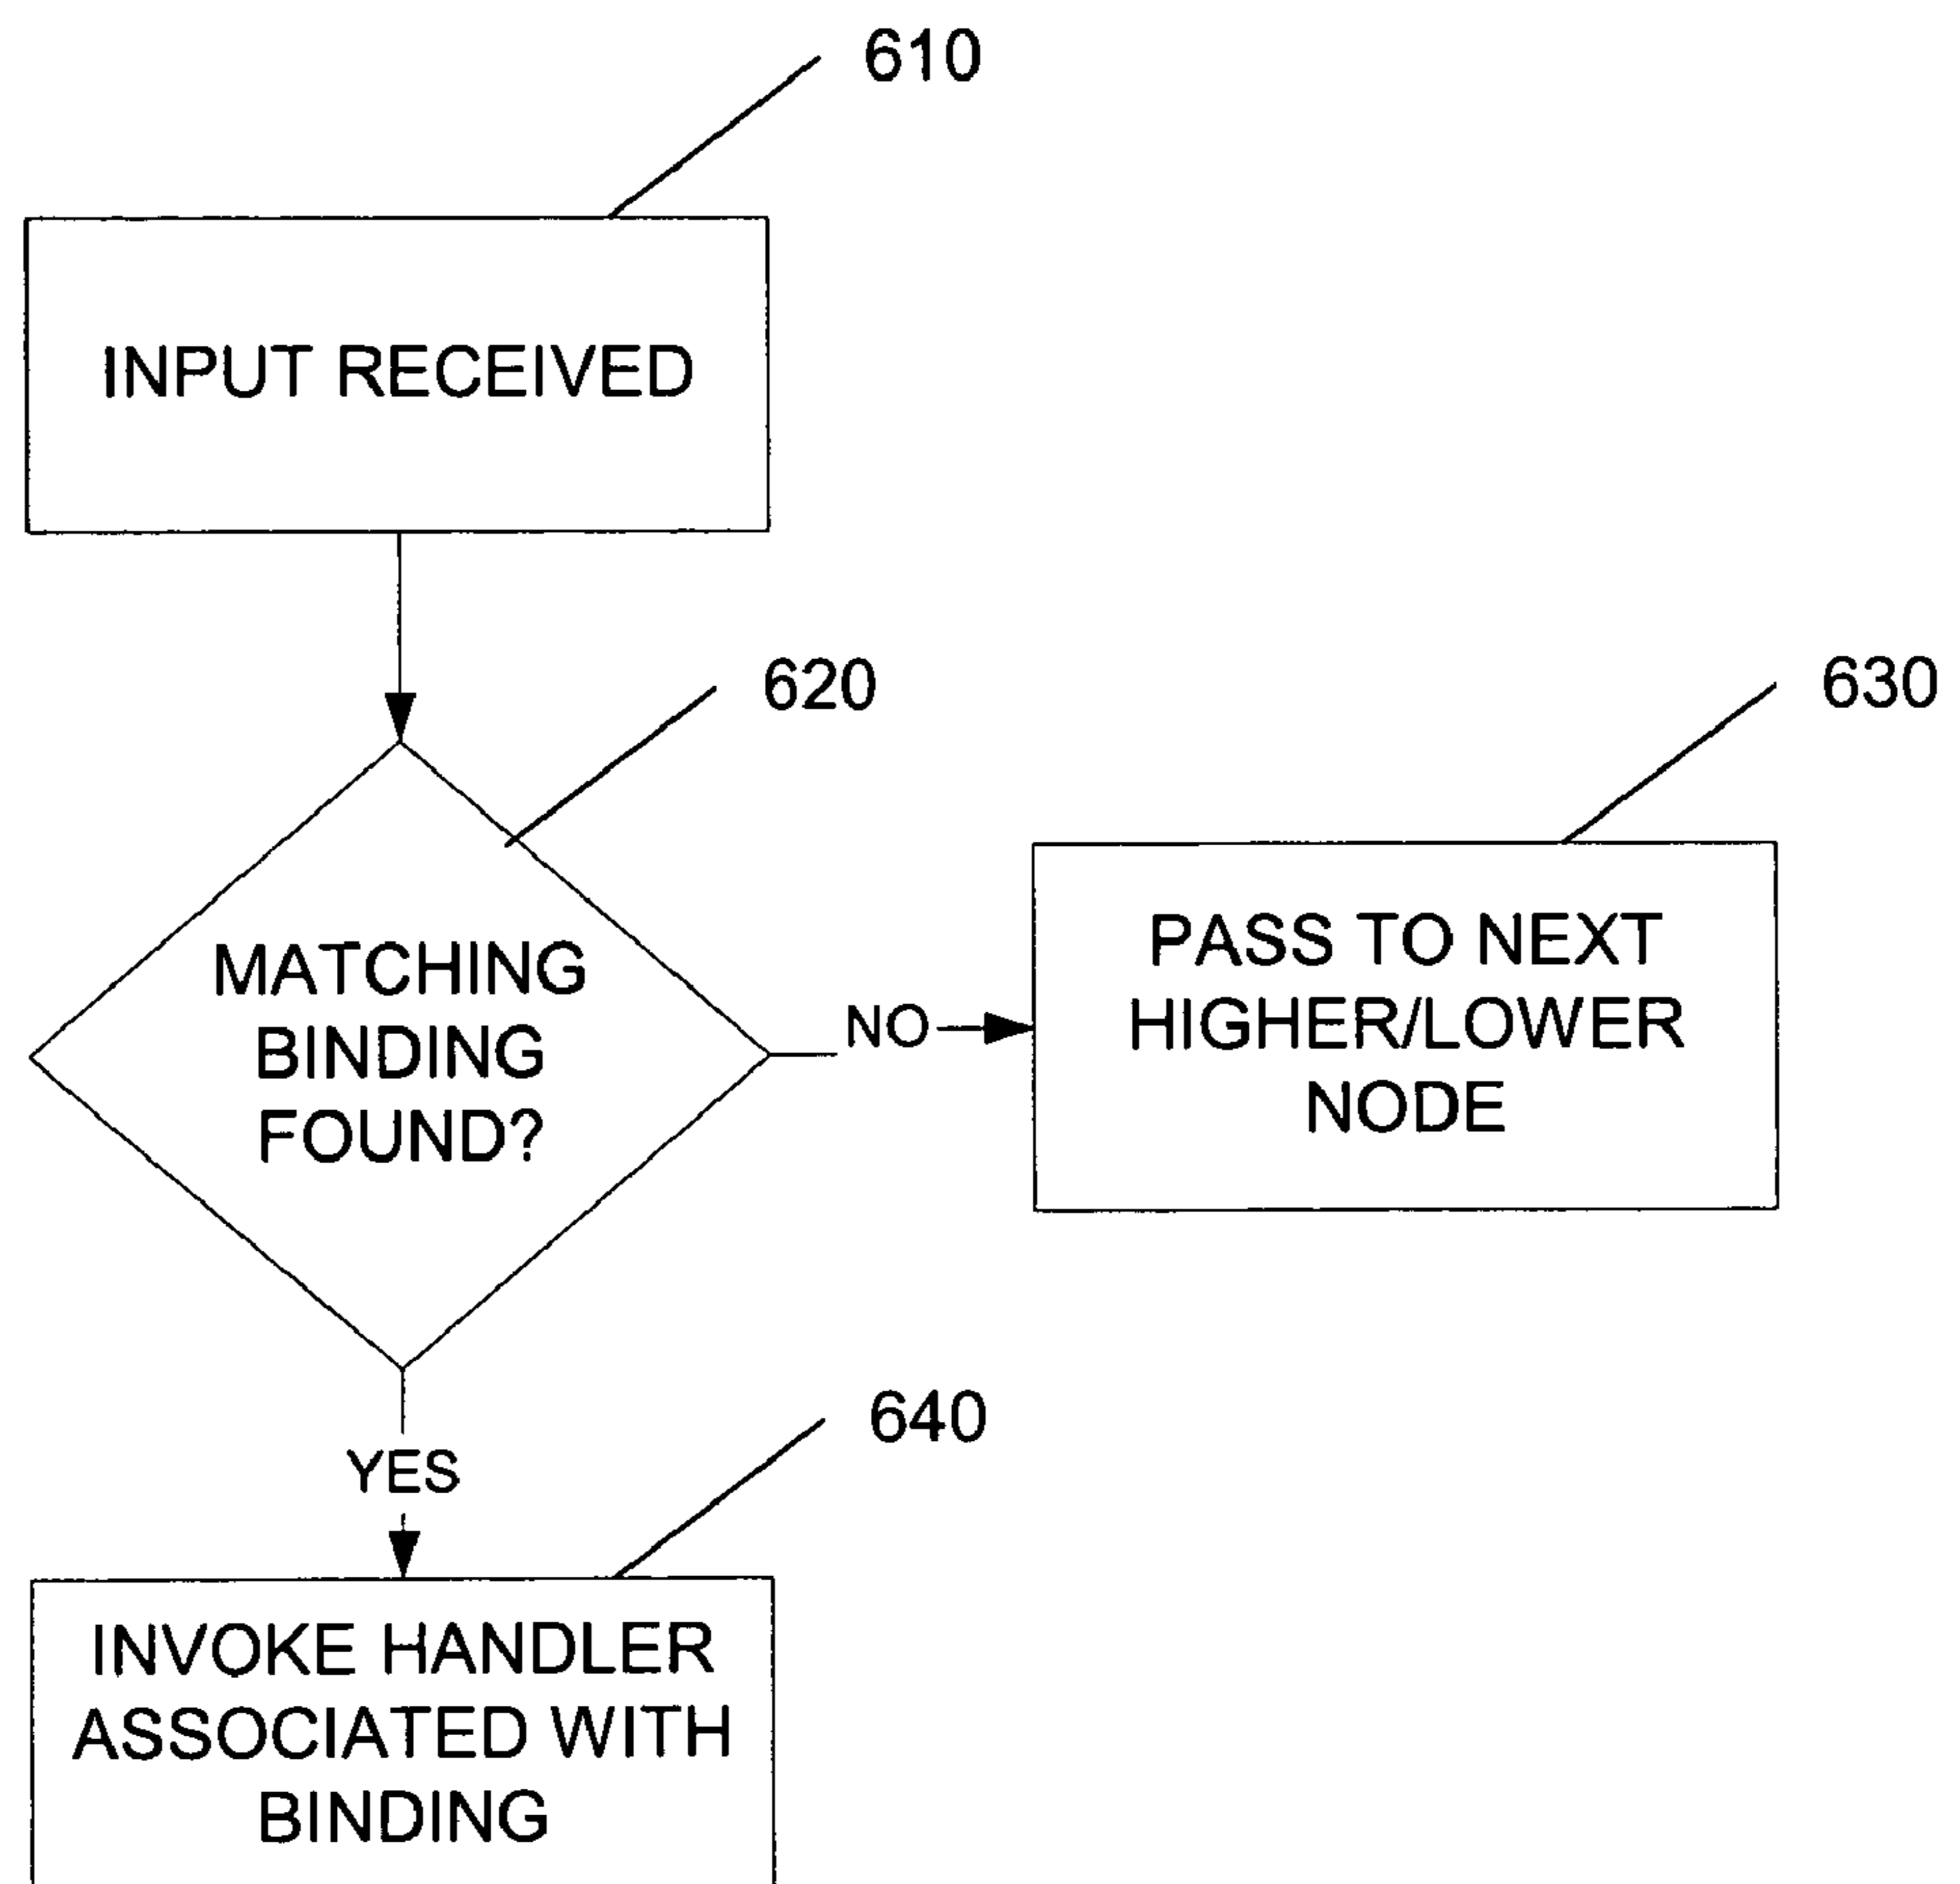 610
INPUT RECEIVED
620
630
MATCHING
BINDING
FOUND?
NO
PASS TO NEXT
HIGHER/LOWER
NODE
YES
640
INVOKE HANDLER
ASSOCIATED WITH
BINDING